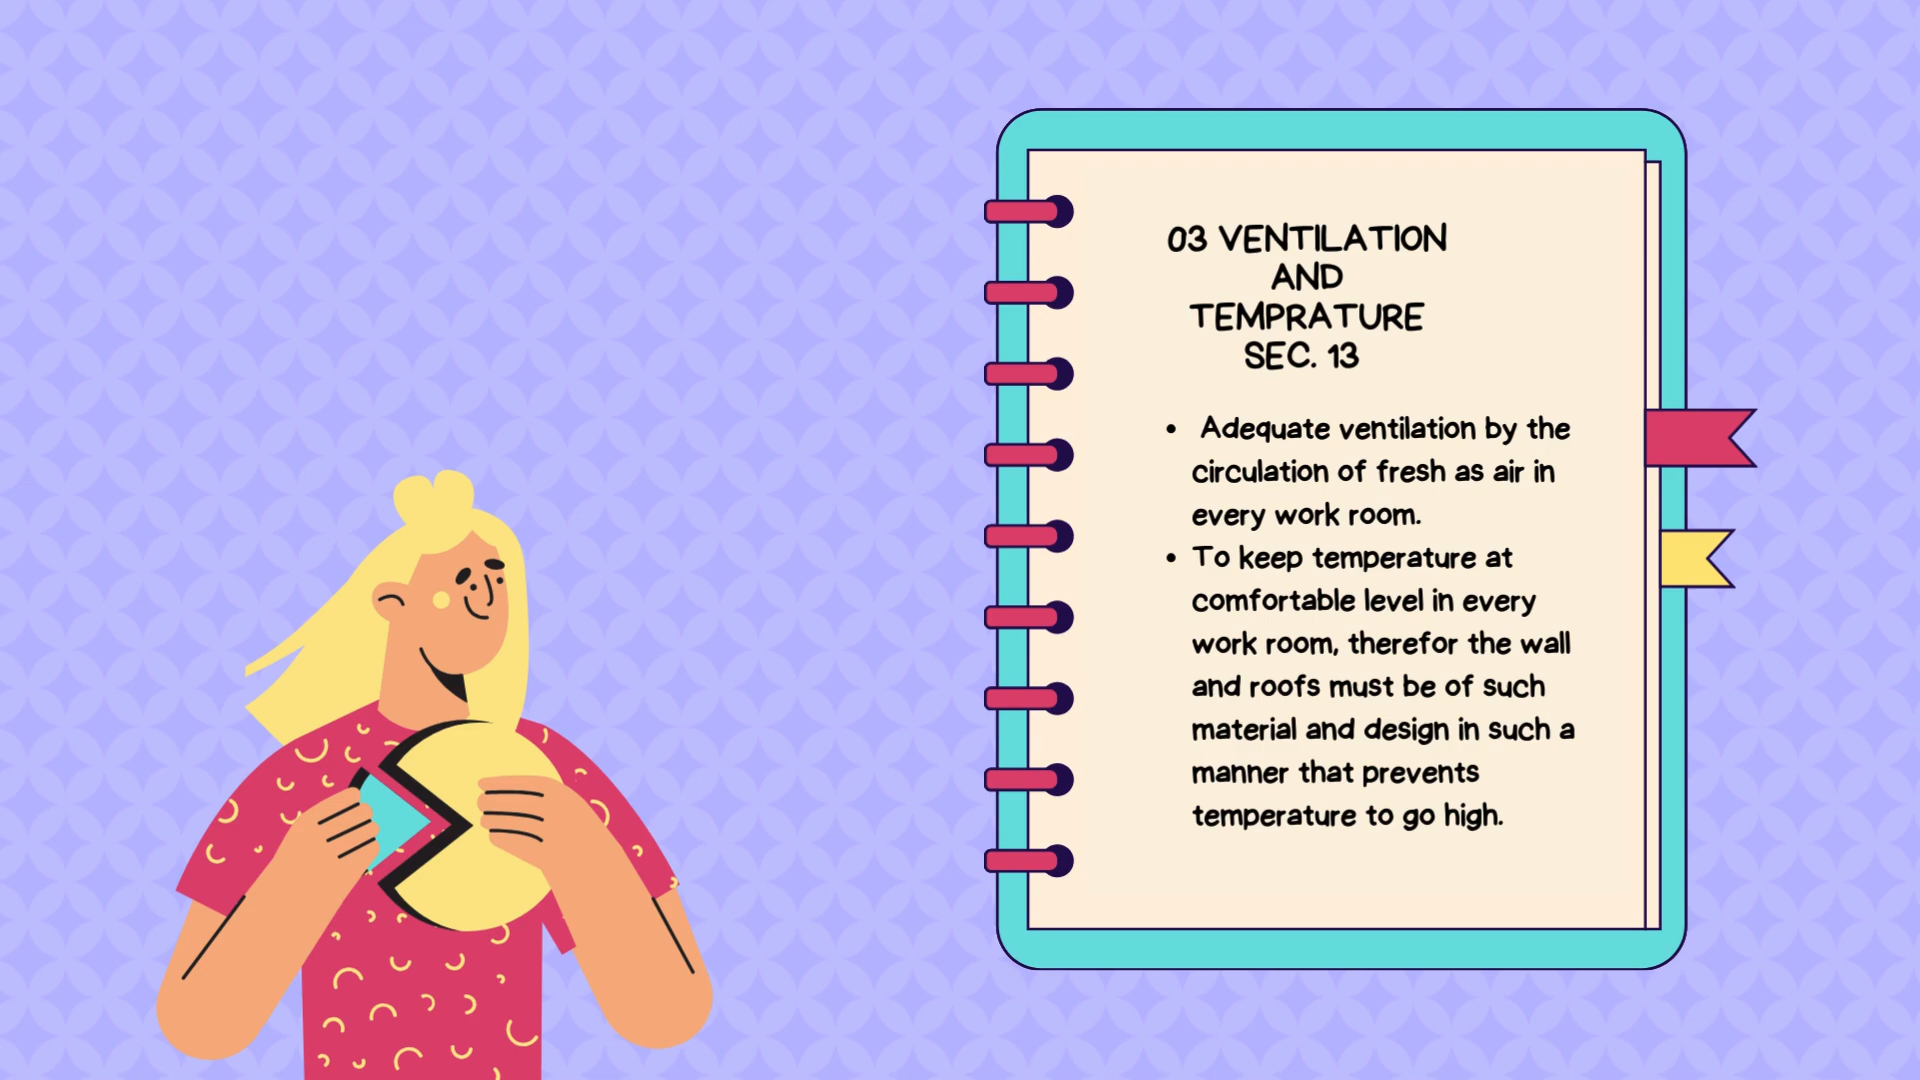 03 VENTILATION
AND
TEMPRATURE
SEC. 13
• Adequate ventilation by the
circulation of fresh as air in
every work room.
• To keep temperature at
comfortable level in every
work room, therefor the wall
and roofs must be of such
material and design in such a
manner that prevents
temperature to go high.